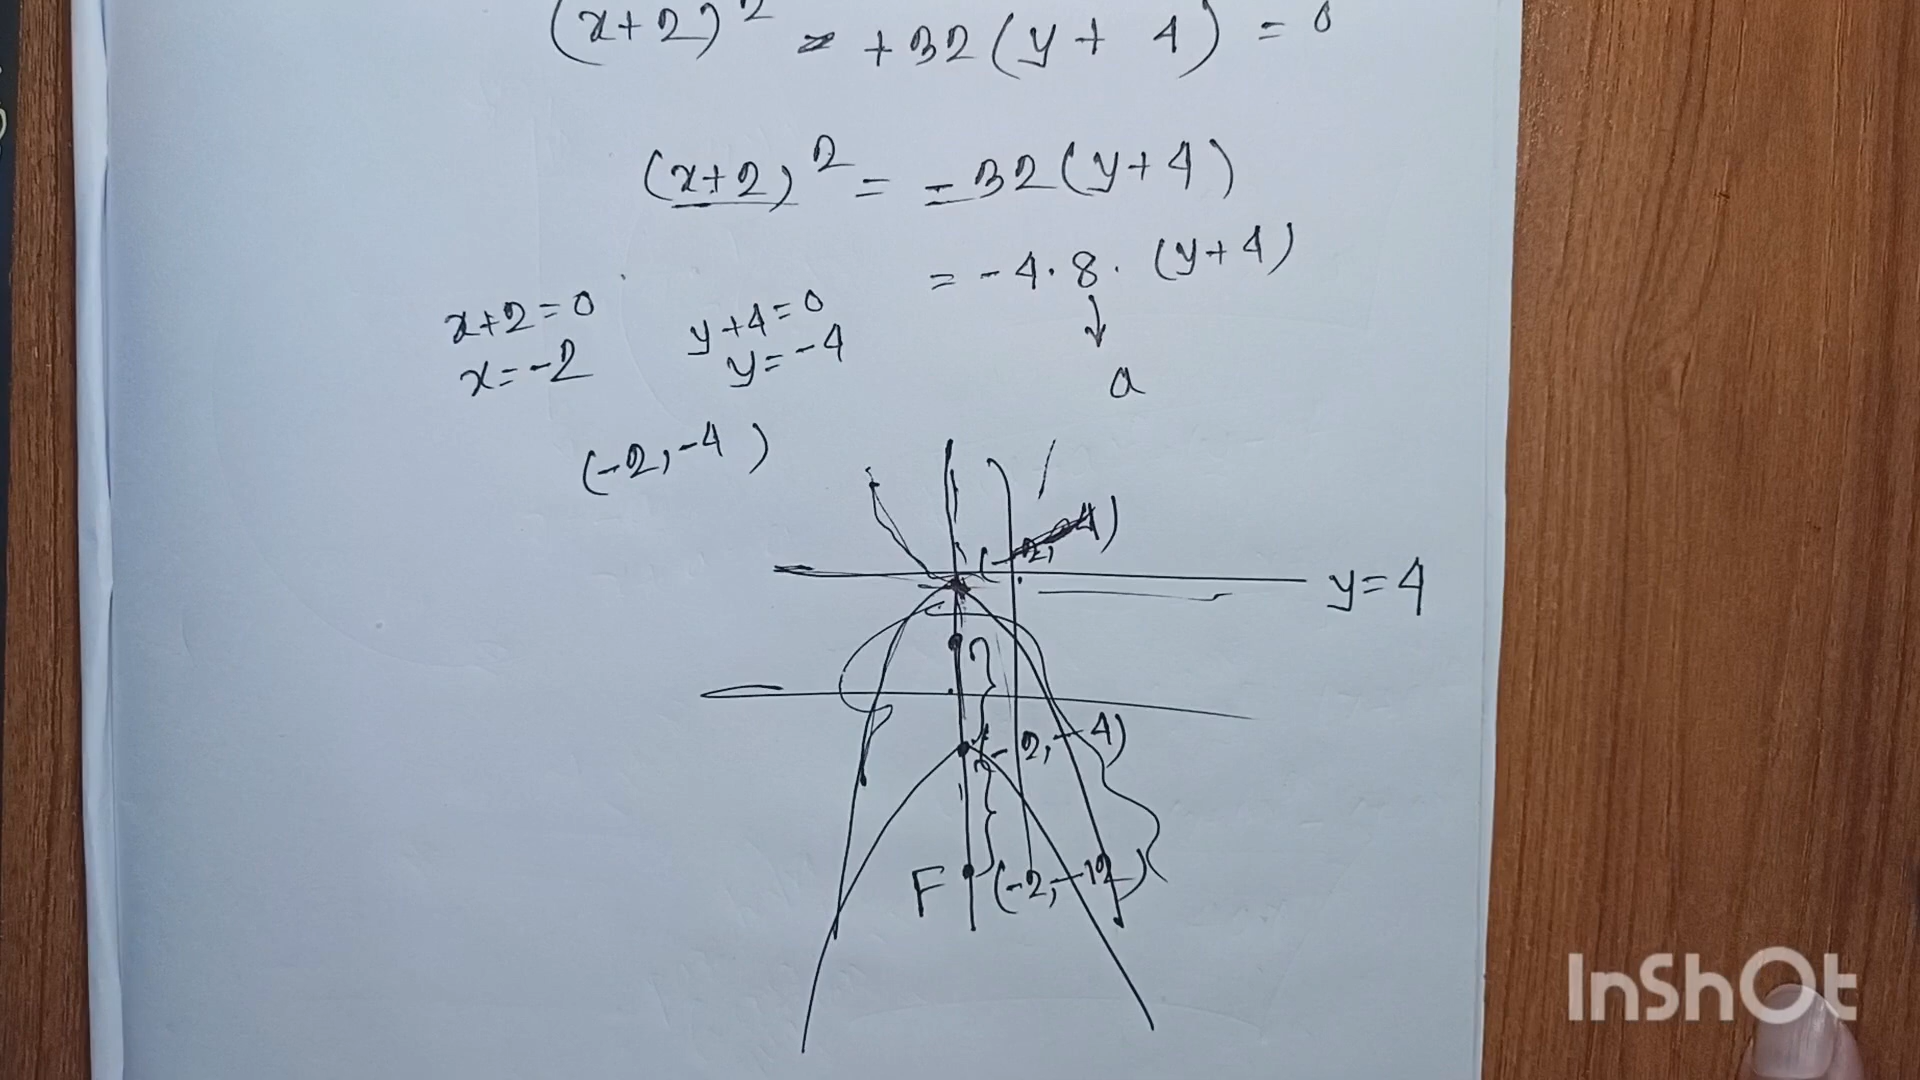 (x+2)² = +32(y+4) = 0
(x+2)² = -32(y+4)
= -4·8·(y+4)
x+2=0 y+4=0
x=-2 y=-4
a
(-2,-4)
y=4
(-2,-4)
F (-2,-12)
InShOt